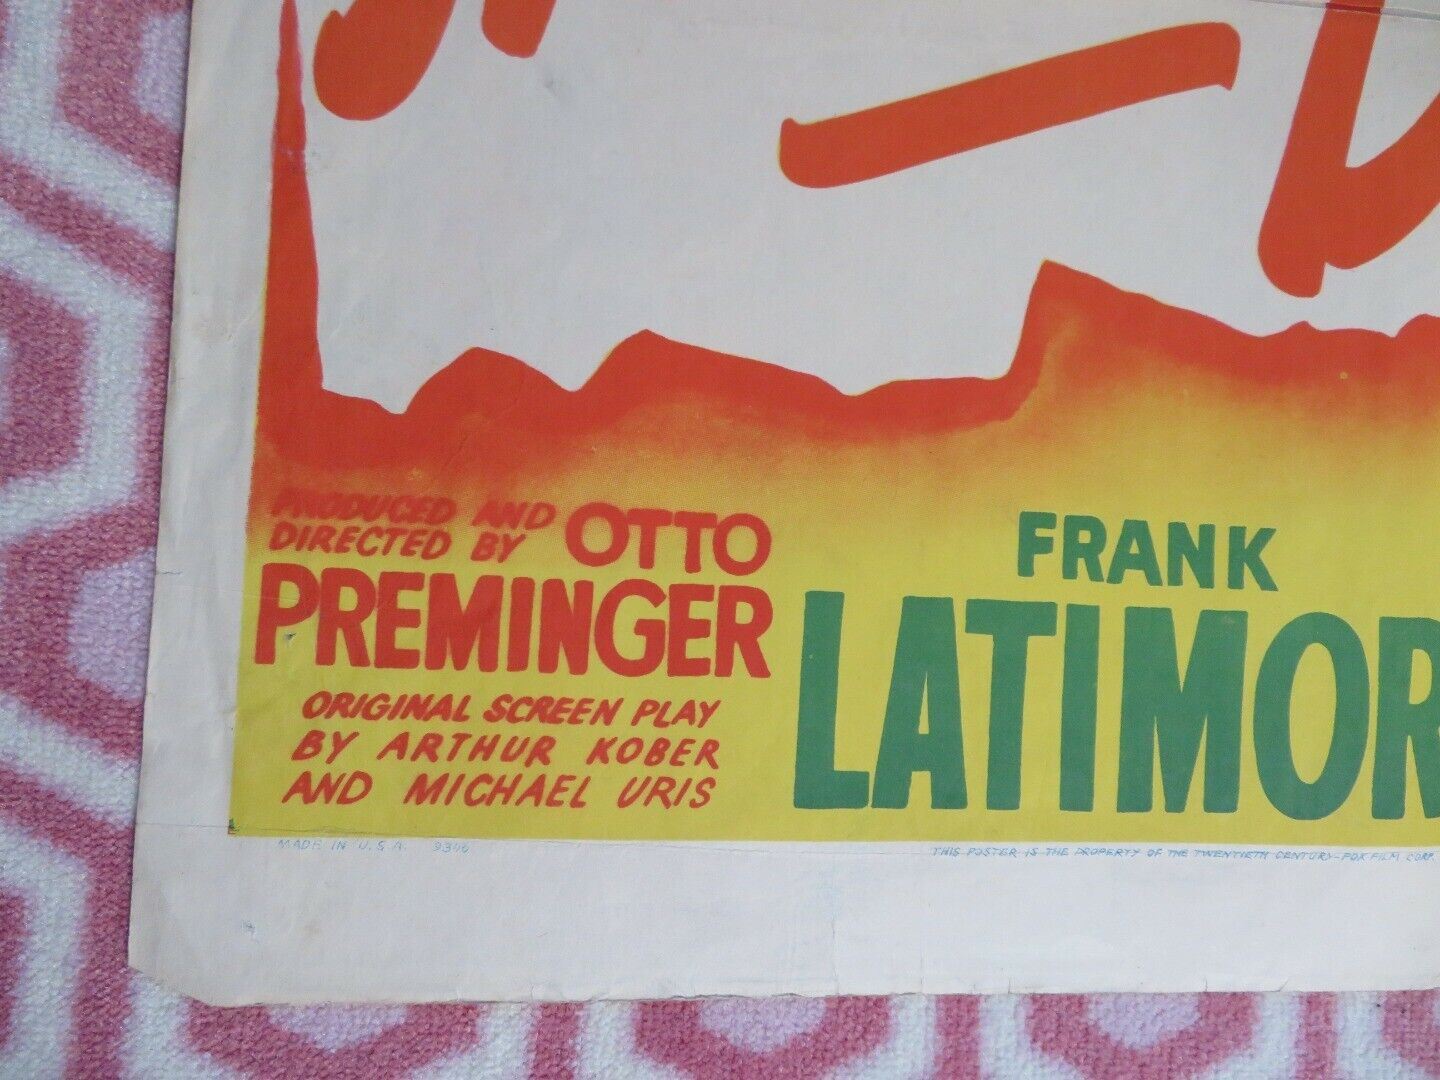 PRODUCED AND
DIRECTED BY OTTO
PREMINGER
ORIGINAL SCREEN PLAY
BY ARTHUR KOBER
AND MICHAEL URIS
FRANK
LATIMOR
MADE IN U.S.A. 9346
THIS POSTER IS THE PROPERTY OF THE TWENTIETH CENTURY-FOX FILM CORP.